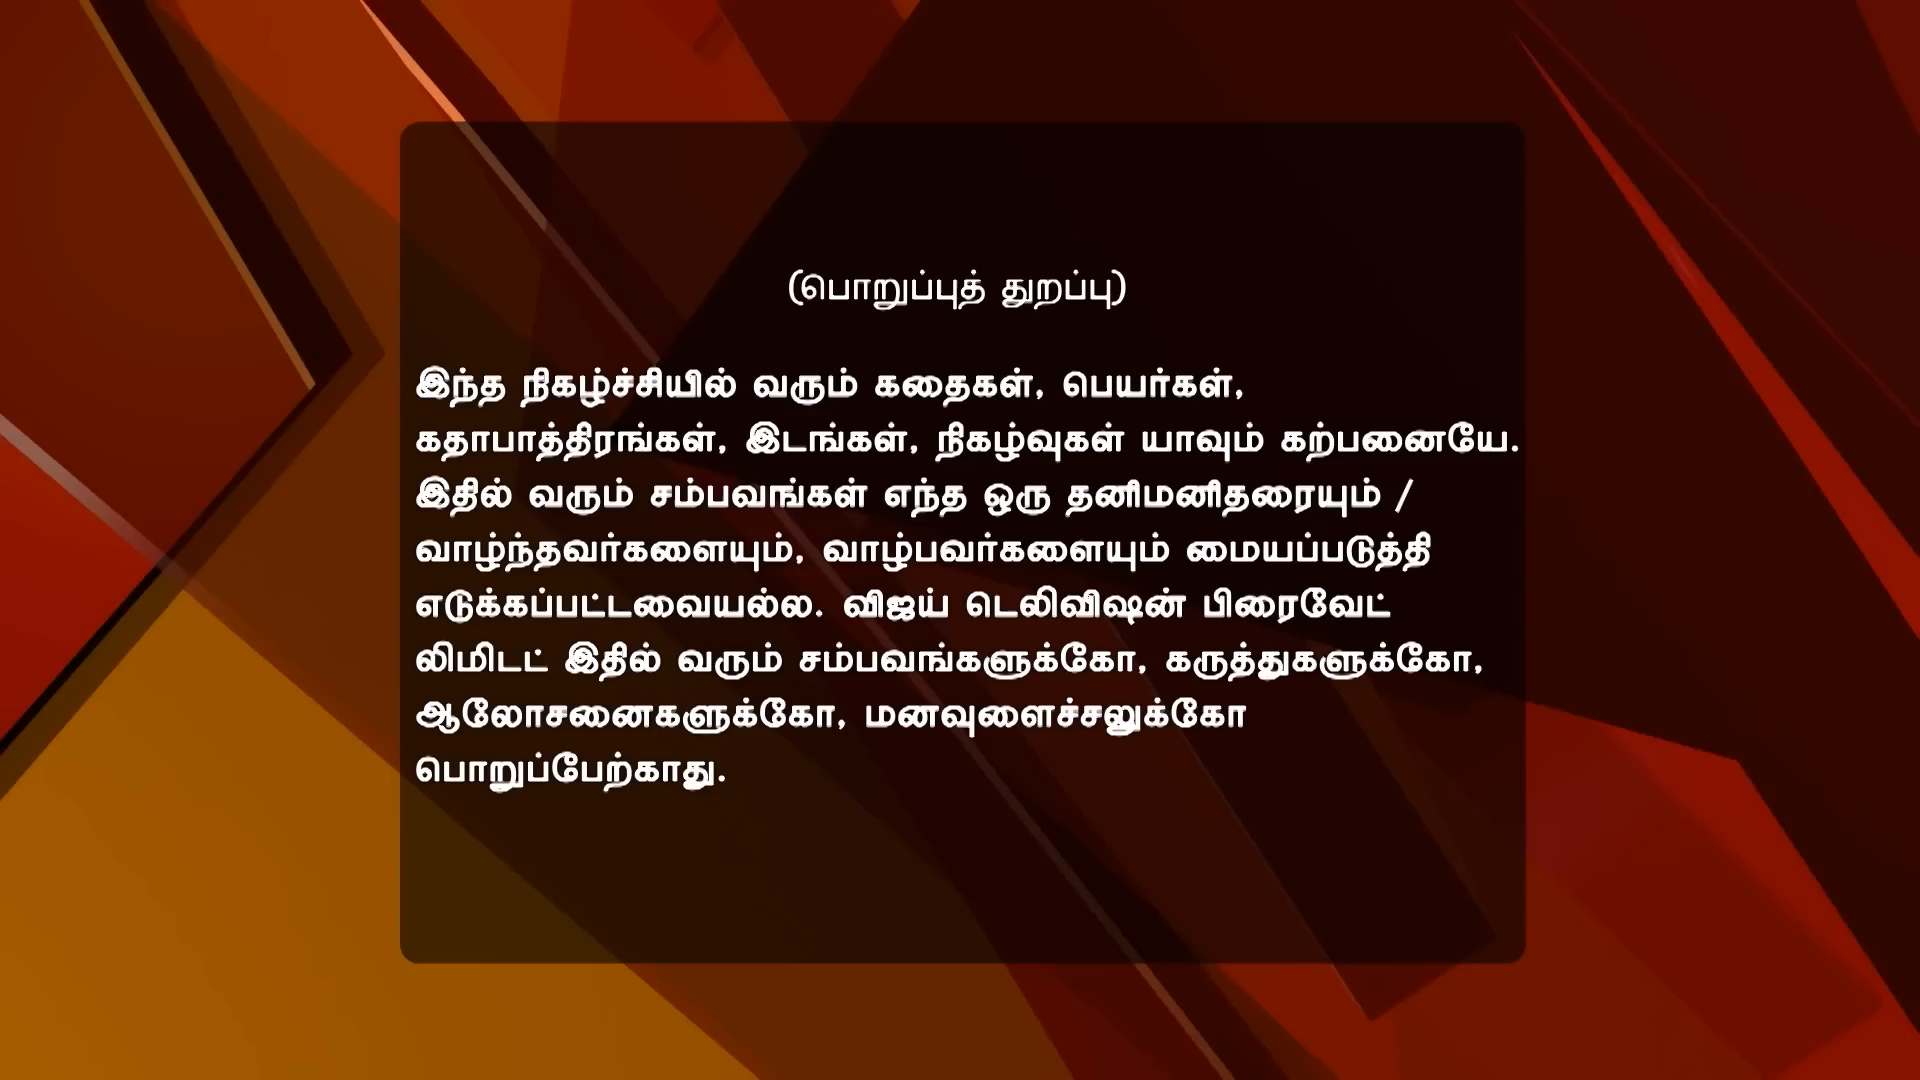 (பொறுப்புத் துறப்பு)
இந்த நிகழ்ச்சியில் வரும் கதைகள், பெயர்கள்,
கதாபாத்திரங்கள், இடங்கள், நிகழ்வுகள் யாவும் கற்பனையே.
இதில் வரும் சம்பவங்கள் எந்த ஒரு தனிமனிதரையும் /
வாழ்ந்தவர்களையும், வாழ்பவர்களையும் மையப்படுத்தி
எடுக்கப்பட்டவையல்ல. விஜய் டெலிவிஷன் பிரைவேட்
லிமிடட் இதில் வரும் சம்பவங்களுக்கோ, கருத்துகளுக்கோ,
ஆலோசனைகளுக்கோ, மனவுளைச்சலுக்கோ
பொறுப்பேற்காது.